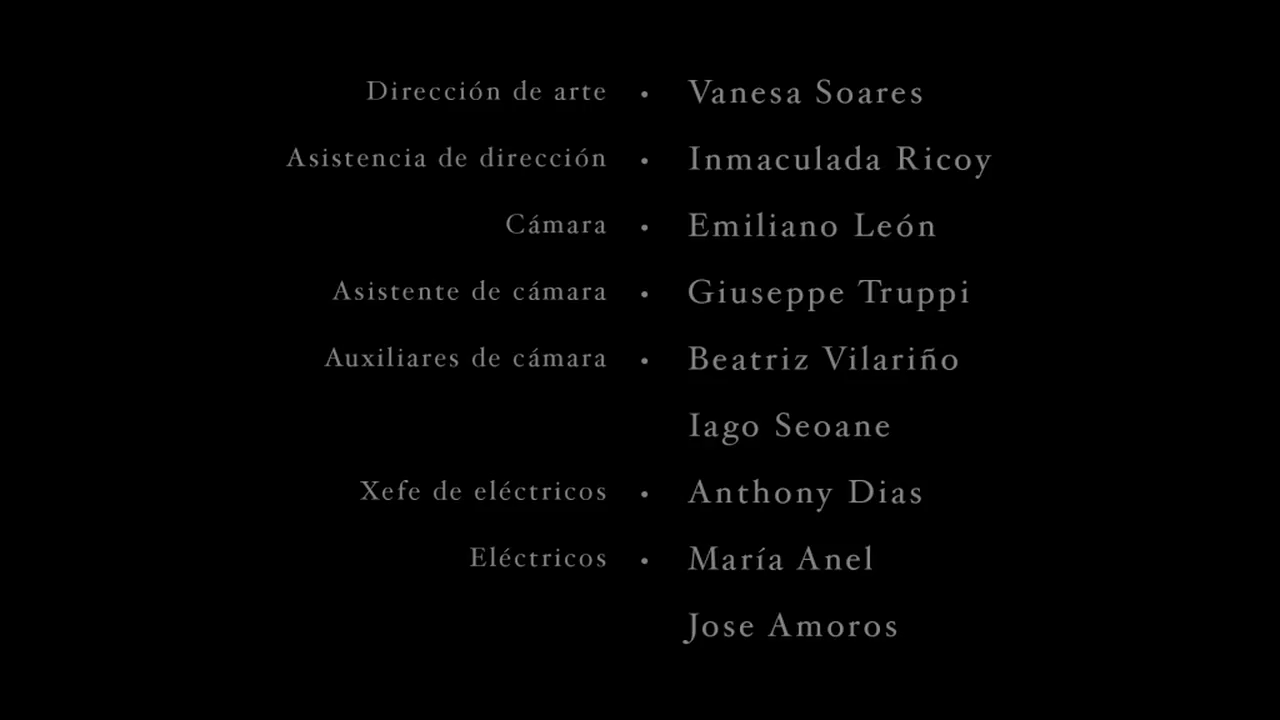 Dirección de arte • Vanesa Soares
Asistencia de dirección • Inmaculada Ricoy
Cámara • Emiliano León
Asistente de cámara • Giuseppe Truppi
Auxiliares de cámara • Beatriz Vilariño
Iago Seoane
Xefe de eléctricos • Anthony Dias
Eléctricos • María Anel
Jose Amoros